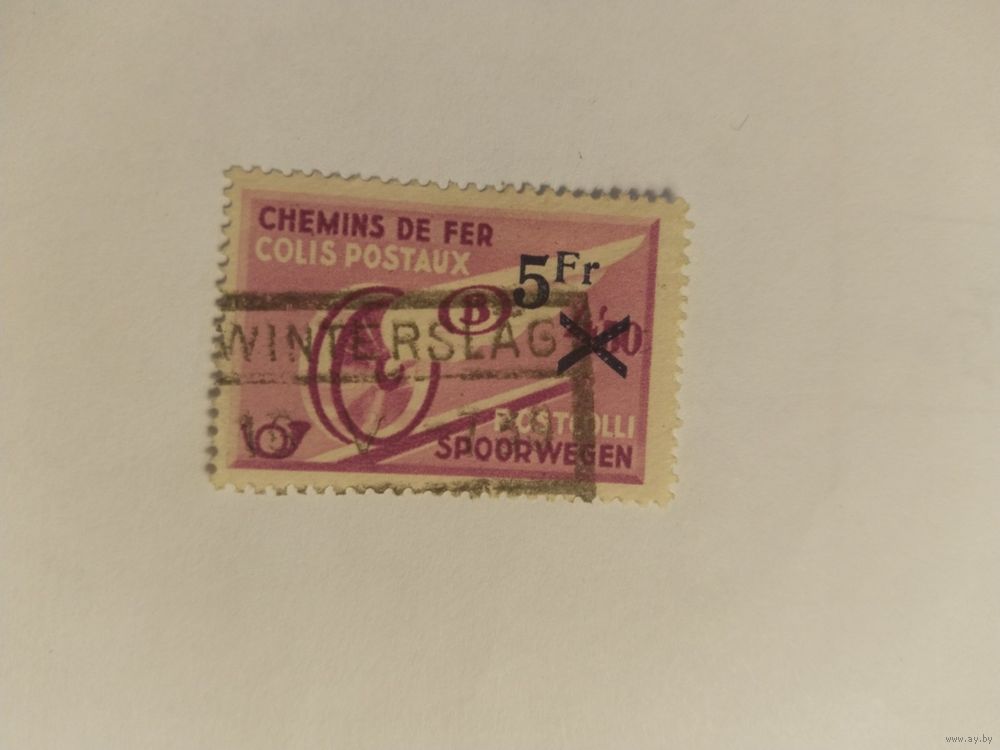 CHEMINS DE FER
COLIS POSTAUX
5Fr
B
WINTERSLAG
POSTCOLLI
SPOORWEGEN
www.ay.by